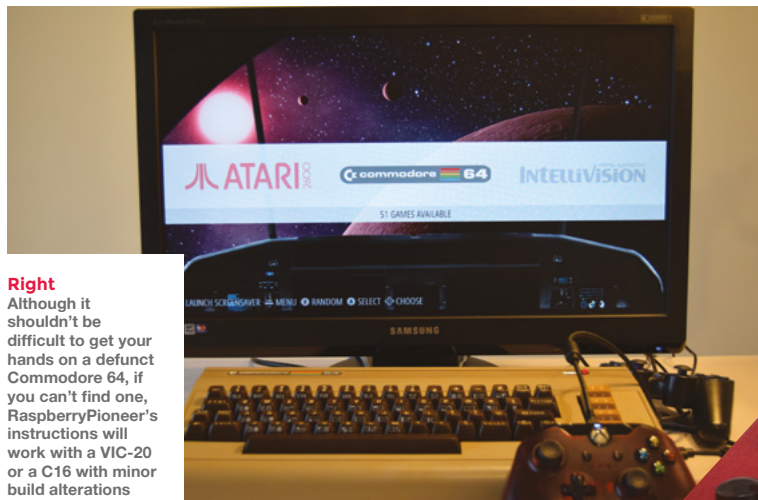 ATARI 2600
commodore 64
INTELLIVISION
51 GAMES AVAILABLE
LAUNCH SCREENSAVER MENU RANDOM SELECT CHOOSE
SAMSUNG
Right
Although it
shouldn't be
difficult to get your
hands on a defunct
Commodore 64, if
you can't find one,
RaspberryPioneer's
instructions will
work with a VIC-20
or a C16 with minor
build alterations